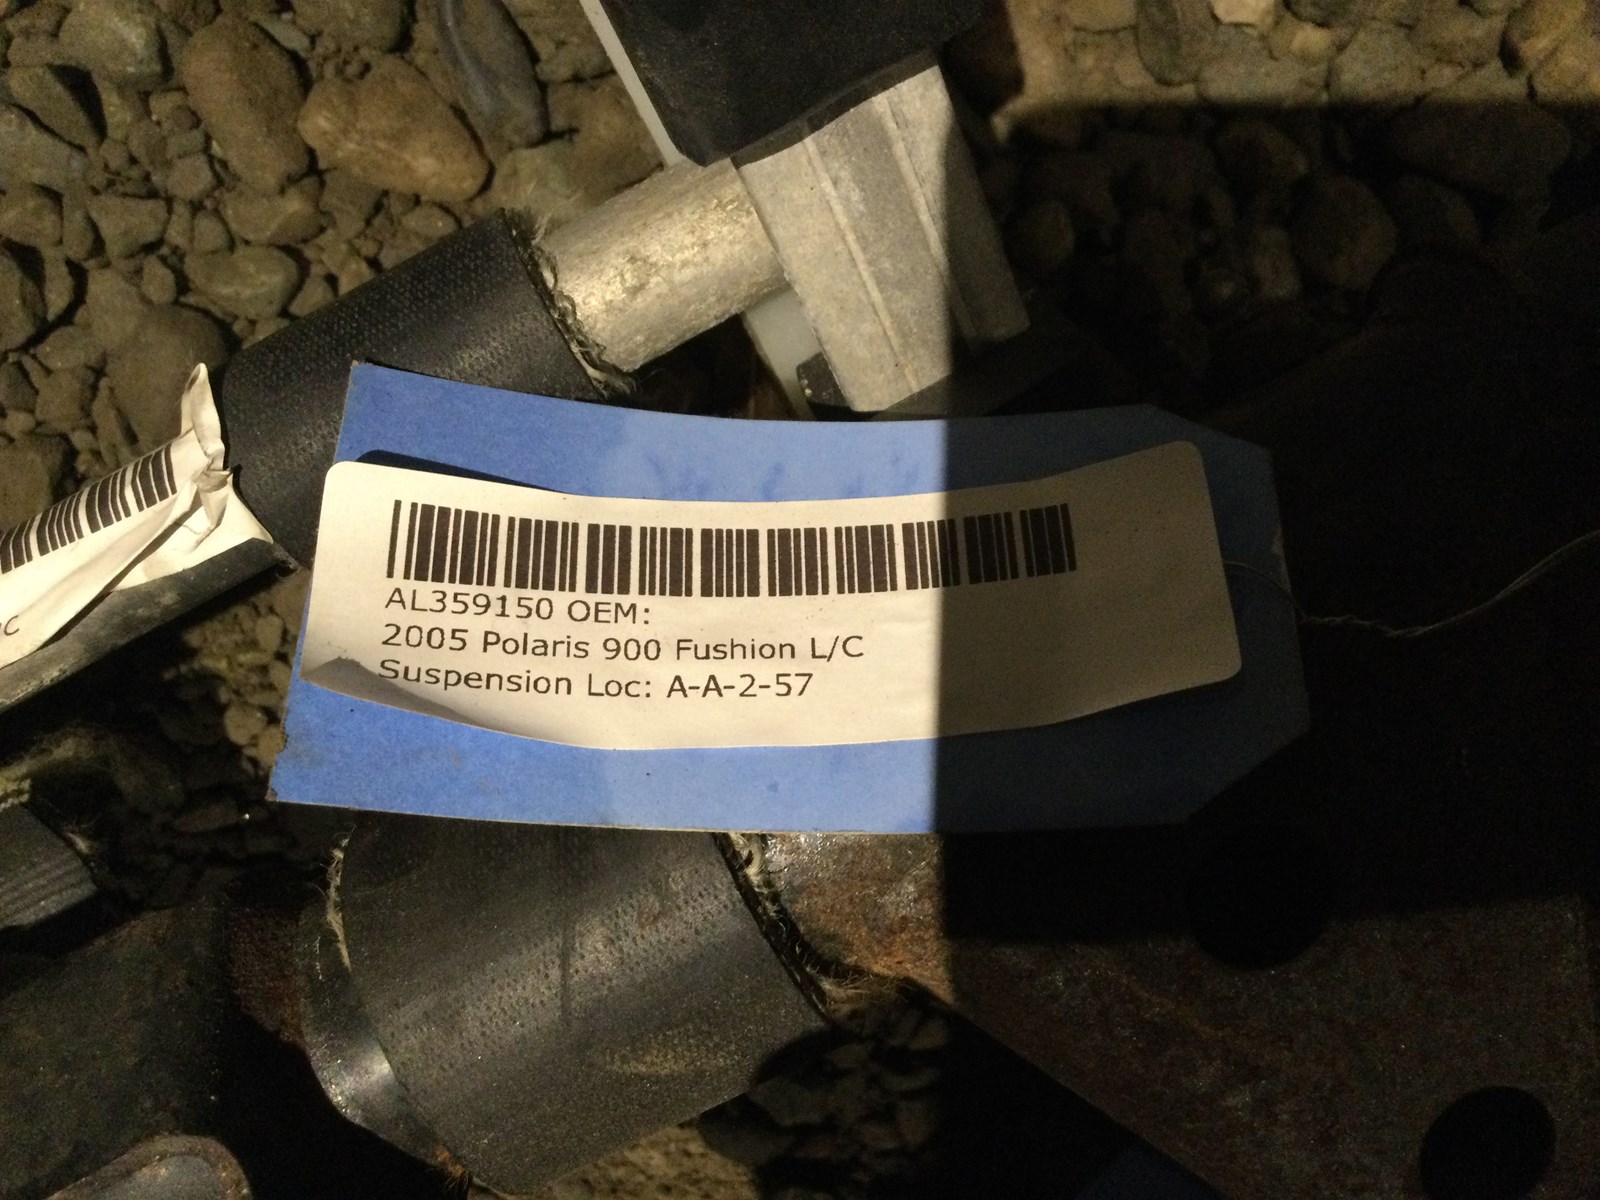 AL359150 OEM:
2005 Polaris 900 Fushion L/C
Suspension Loc: A-A-2-57